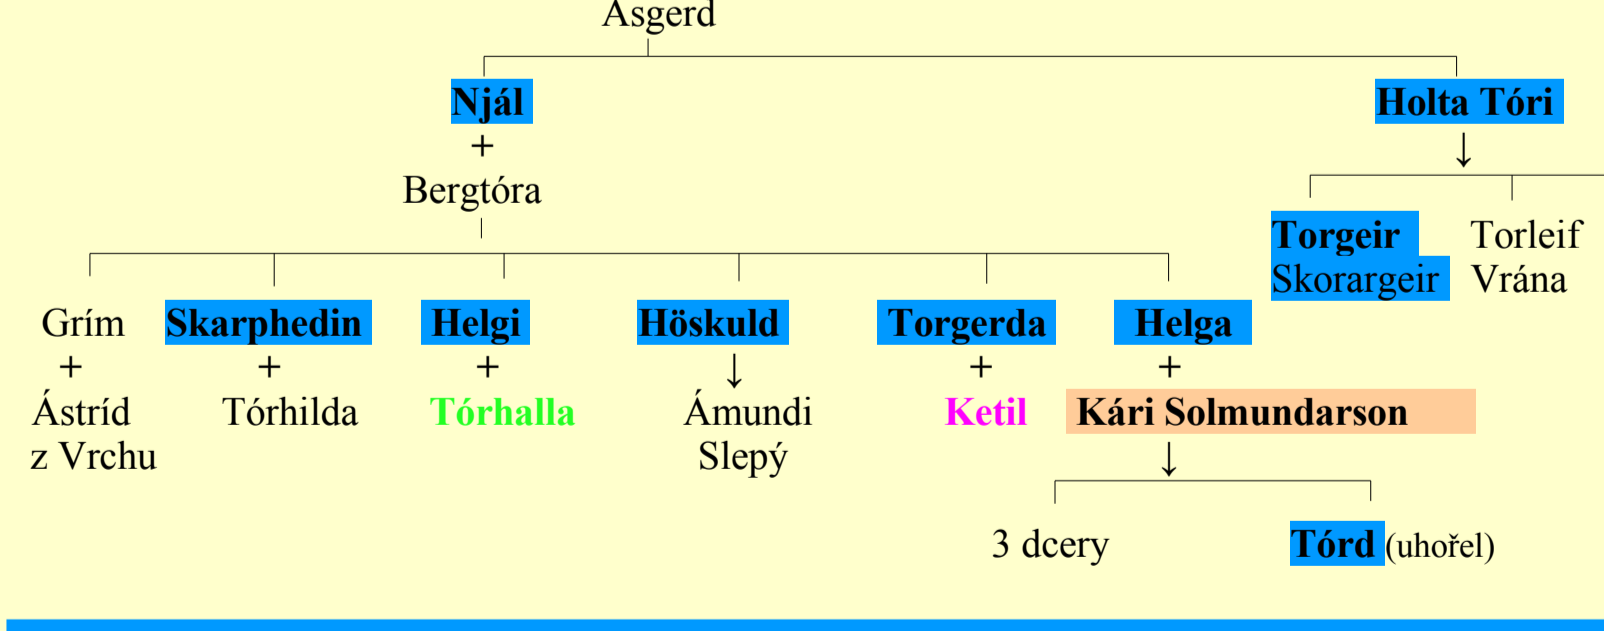 Asgerd
Njál Holta Tóri
+ ↓
Bergtóra
Torgeir Torleif
Skorargeir Vrána
Grím Skarphedin Helgi Höskuld Torgerda Helga
+ + + ↓ + +
Ástríd Tórhilda Tórhalla Ámundi Ketil Kári Solmundarson
z Vrchu Slepý ↓
3 dcery Tórd (uhořel)